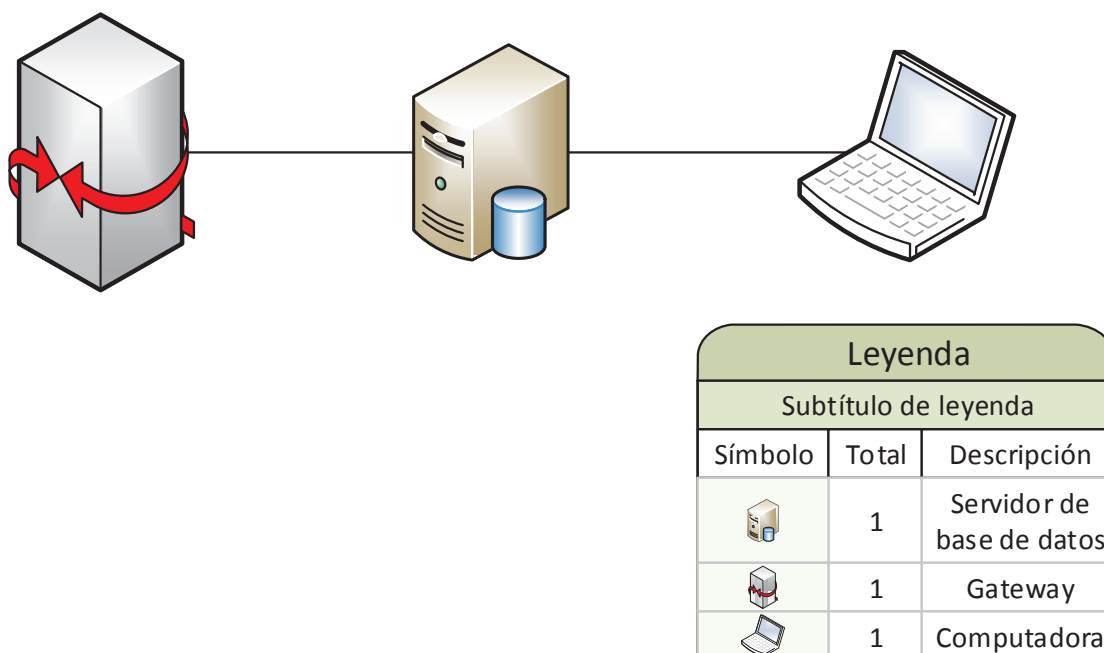 Leyenda
Subtítulo de leyenda
Símbolo Total Descripción
1 Servidor de
base de datos
1 Gateway
1 Computadora